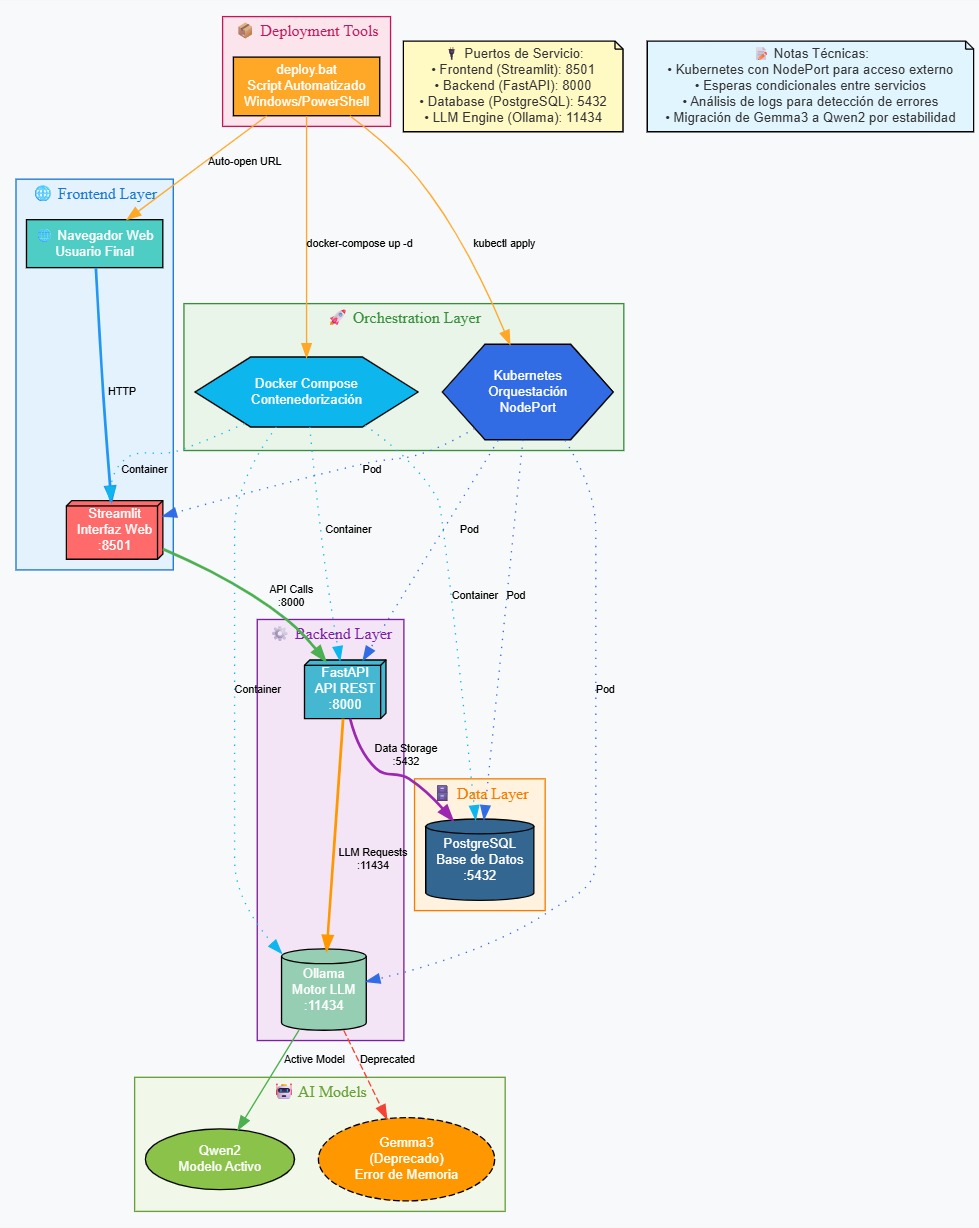 📦 Deployment Tools
deploy.bat
Script Automatizado
Windows/PowerShell
🔌 Puertos de Servicio:
• Frontend (Streamlit): 8501
• Backend (FastAPI): 8000
• Database (PostgreSQL): 5432
• LLM Engine (Ollama): 11434
📝 Notas Técnicas:
• Kubernetes con NodePort para acceso externo
• Esperas condicionales entre servicios
• Análisis de logs para detección de errores
• Migración de Gemma3 a Qwen2 por estabilidad
Auto-open URL
🌐 Frontend Layer
🌐 Navegador Web
Usuario Final
docker-compose up -d
kubectl apply
🚀 Orchestration Layer
Docker Compose
Contenedorización
Kubernetes
Orquestación
NodePort
HTTP
Container
Pod
Streamlit
Interfaz Web
:8501
Container
Pod
API Calls
:8000
Container
Pod
⚙️ Backend Layer
FastAPI
API REST
:8000
Container
Pod
Data Storage
:5432
🗄️ Data Layer
PostgreSQL
Base de Datos
:5432
LLM Requests
:11434
Ollama
Motor LLM
:11434
Active Model
Deprecated
🤖 AI Models
Qwen2
Modelo Activo
Gemma3
(Deprecado)
Error de Memoria